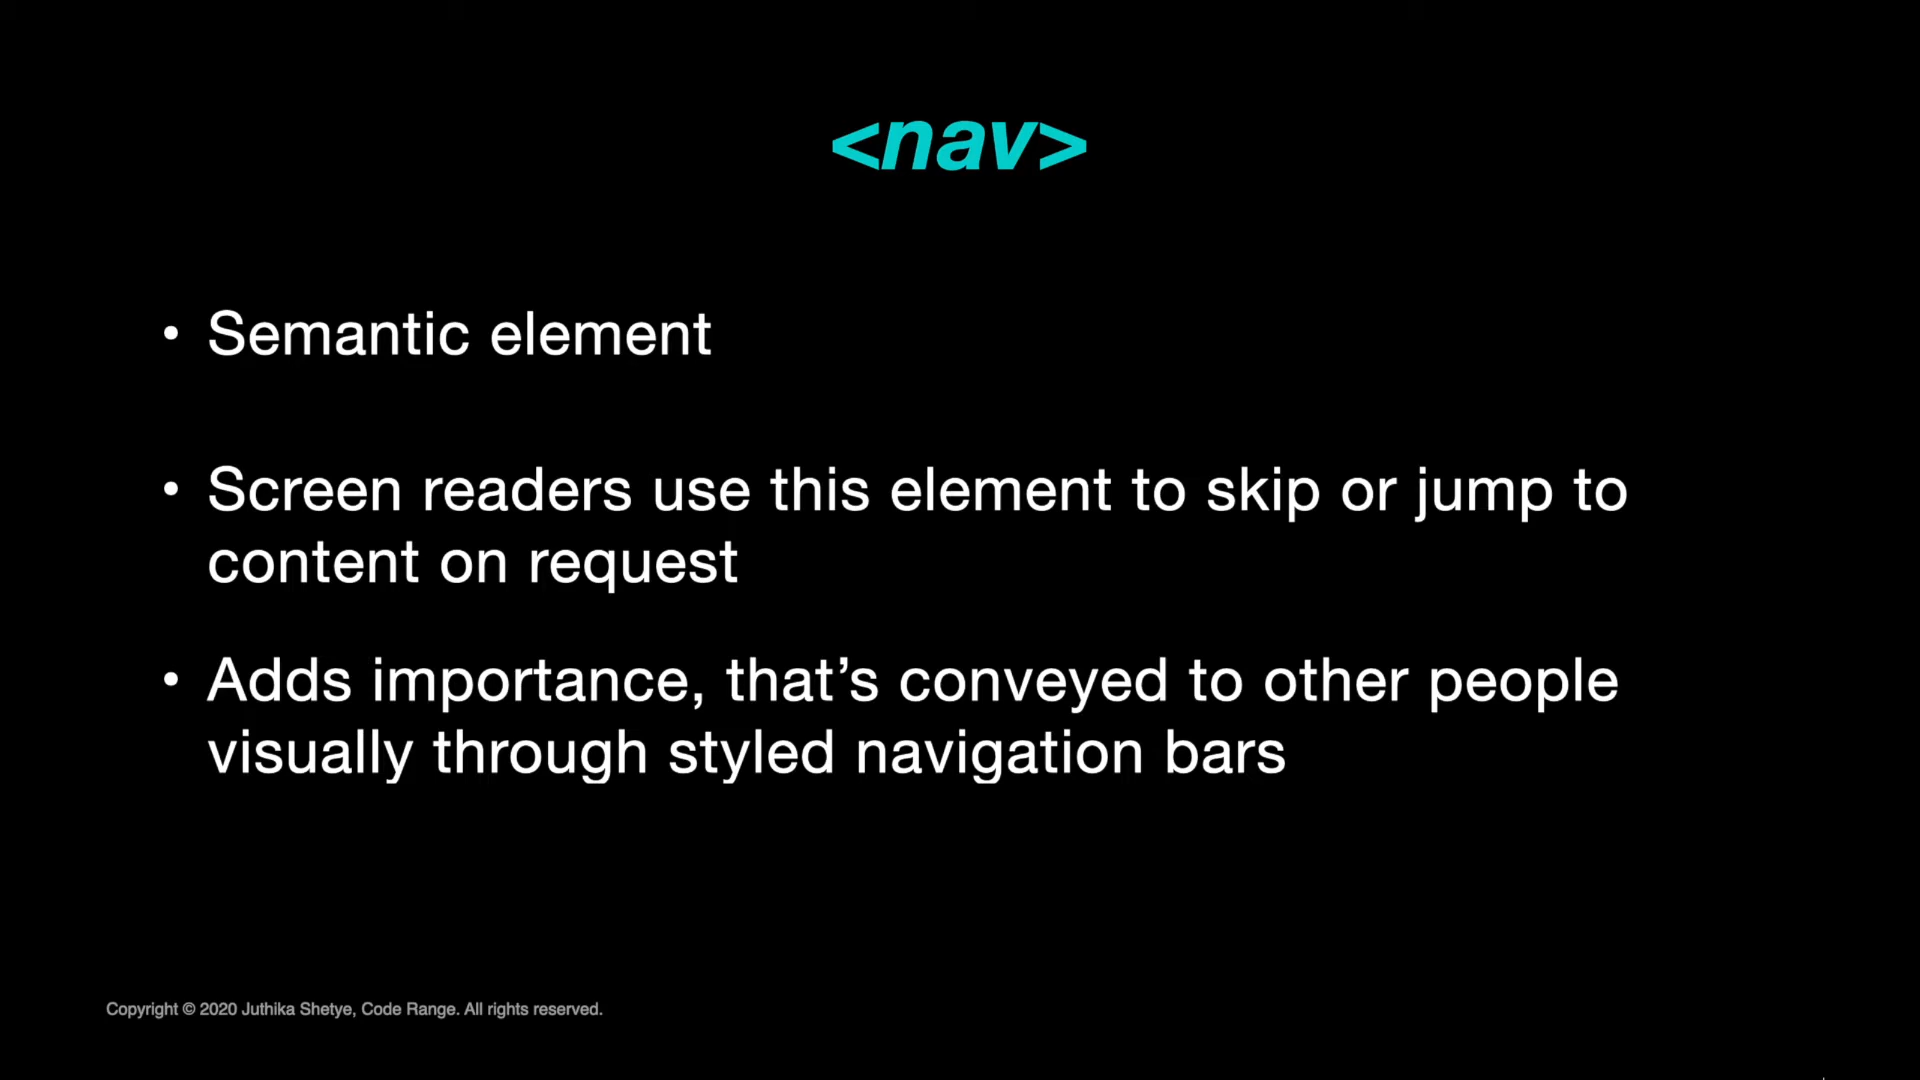 <nav>
• Semantic element
• Screen readers use this element to skip or jump to
content on request
• Adds importance, that’s conveyed to other people
visually through styled navigation bars
Copyright © 2020 Juthika Shetye, Code Range. All rights reserved.